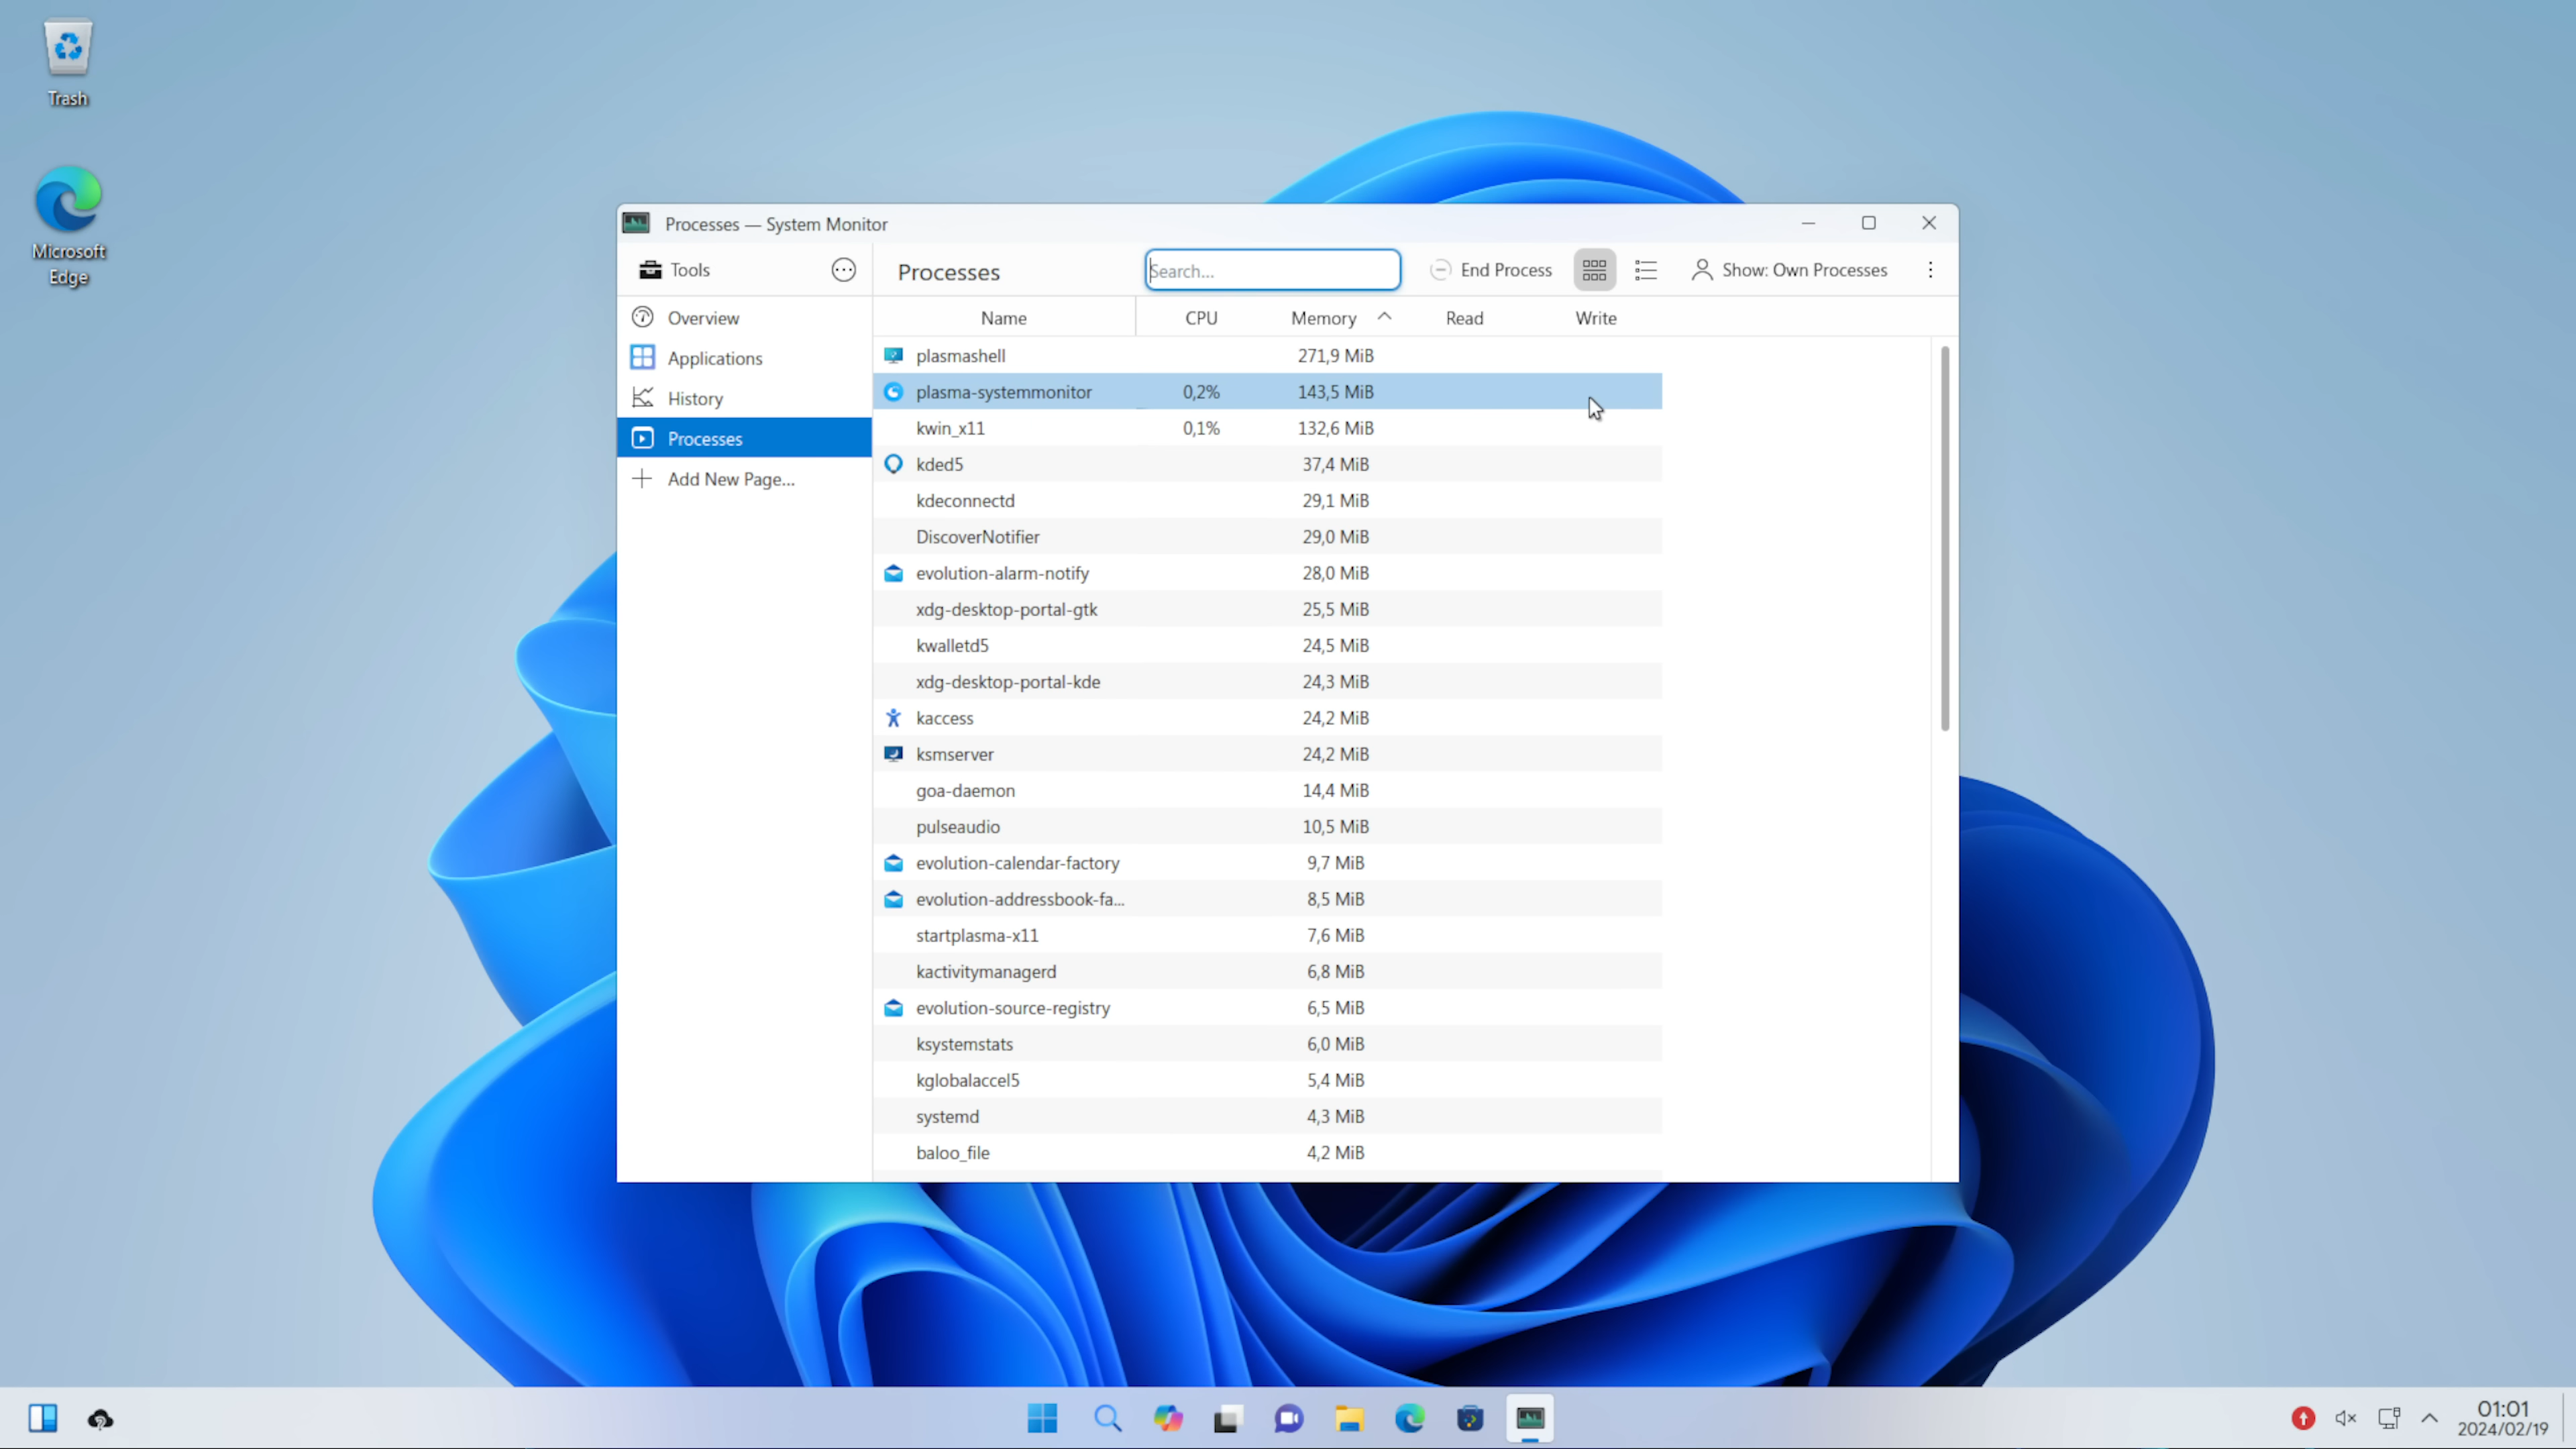 Trash
Microsoft
Edge
Processes — System Monitor
Tools
Processes
Search...
End Process
Show: Own Processes
Overview
Applications
History
Processes
Add New Page...
Name CPU Memory Read Write
plasmashell 271,9 MiB
plasma-systemmonitor 0,2% 143,5 MiB
kwin_x11 0,1% 132,6 MiB
kded5 37,4 MiB
kdeconnectd 29,1 MiB
DiscoverNotifier 29,0 MiB
evolution-alarm-notify 28,0 MiB
xdg-desktop-portal-gtk 25,5 MiB
kwalletd5 24,5 MiB
xdg-desktop-portal-kde 24,3 MiB
kaccess 24,2 MiB
ksmserver 24,2 MiB
goa-daemon 14,4 MiB
pulseaudio 10,5 MiB
evolution-calendar-factory 9,7 MiB
evolution-addressbook-fa... 8,5 MiB
startplasma-x11 7,6 MiB
kactivitymanagerd 6,8 MiB
evolution-source-registry 6,5 MiB
ksystemstats 6,0 MiB
kglobalaccel5 5,4 MiB
systemd 4,3 MiB
baloo_file 4,2 MiB
01:01
2024/02/19